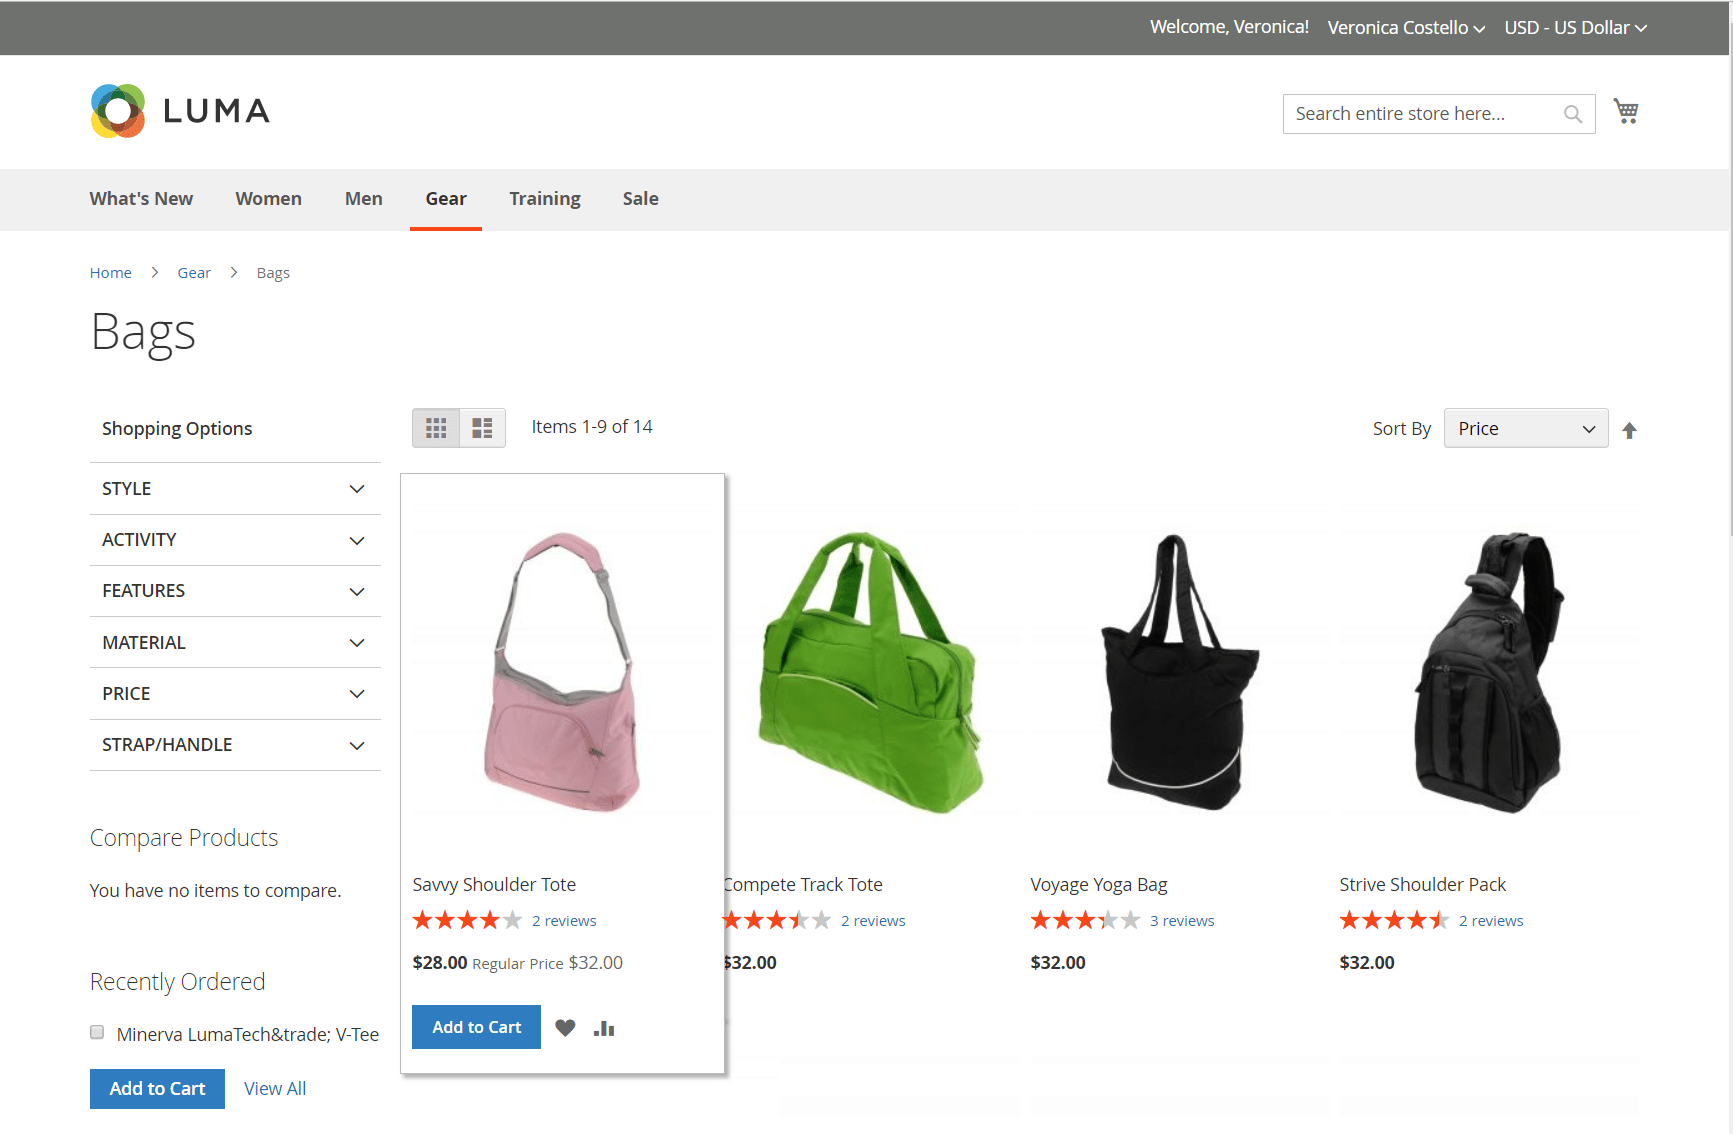 Welcome, Veronica! Veronica Costello USD - US Dollar
LUMA
Search entire store here...
What's New Women Men Gear Training Sale
Home Gear Bags
Bags
Shopping Options
STYLE
ACTIVITY
FEATURES
MATERIAL
PRICE
STRAP/HANDLE
Compare Products
You have no items to compare.
Recently Ordered
Minerva LumaTech&trade; V-Tee
Add to Cart View All
Items 1-9 of 14
Sort By Price
Savvy Shoulder Tote
2 reviews
$28.00 Regular Price $32.00
Add to Cart
Compete Track Tote
2 reviews
$32.00
Voyage Yoga Bag
3 reviews
$32.00
Strive Shoulder Pack
2 reviews
$32.00